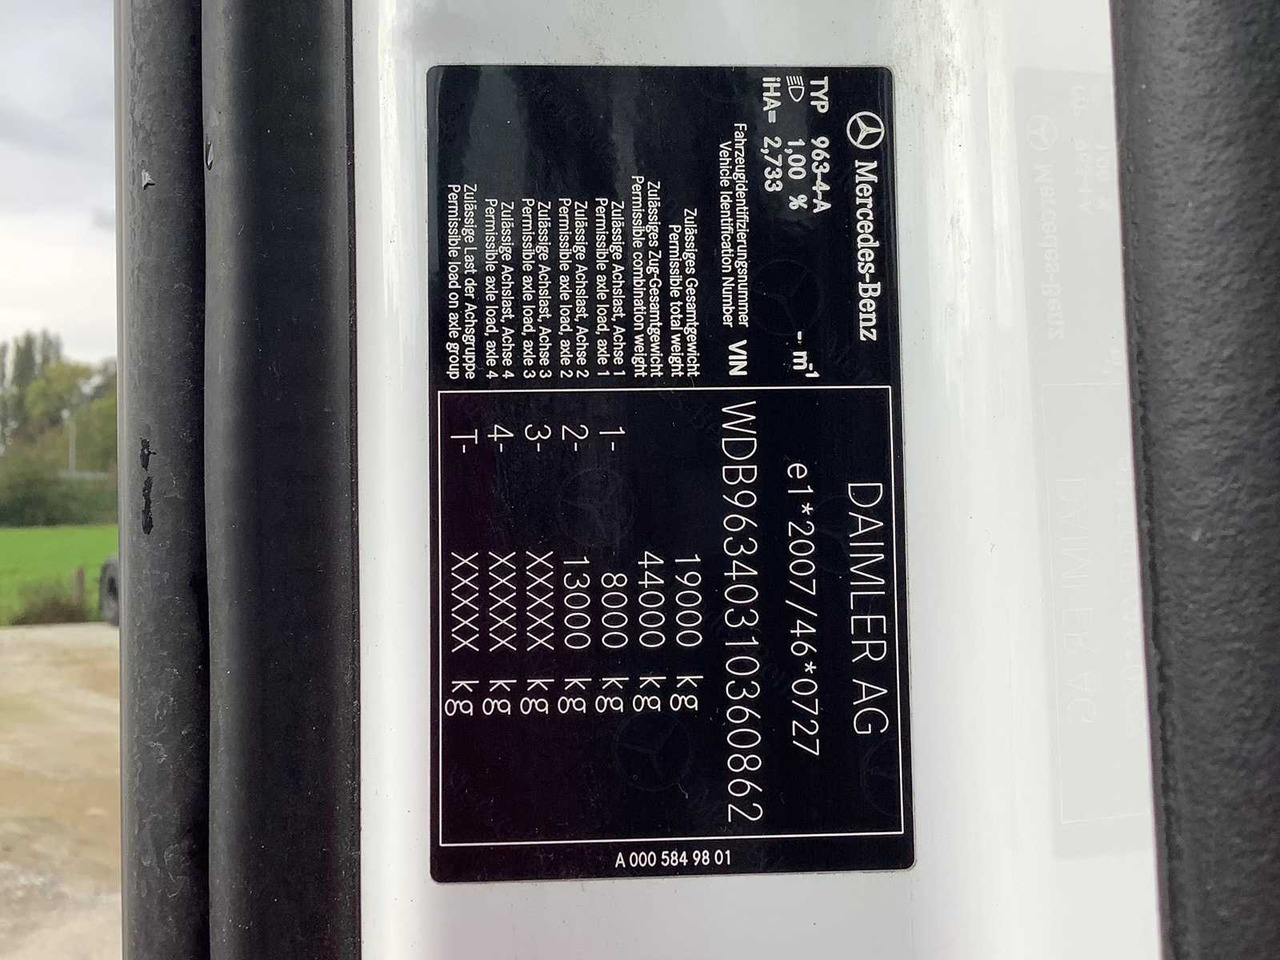 Mercedes-Benz
DAIMLER AG
TYP 963-4-A
1,00 %
- m-1
e1*2007/46*0727
iHA= 2,733
Fahrzeugidentifizierungsnummer
Vehicle Identification Number VIN
WDB9634031036 0862
Zulässiges Gesamtgewicht
Permissible total weight
19000 kg
Zulässiges Zug-Gesamtgewicht
Permissible combination weight
44000 kg
Zulässige Achslast, Achse 1
Permissible axle load, axle 1
1- 8000 kg
Zulässige Achslast, Achse 2
Permissible axle load, axle 2
2- 13000 kg
Zulässige Achslast, Achse 3
Permissible axle load, axle 3
3- XXXXX kg
Zulässige Achslast, Achse 4
Permissible axle load, axle 4
4- XXXXX kg
Zulässige Last der Achsgruppe
Permissible load on axle group
T- XXXXX kg
A 000 584 98 01